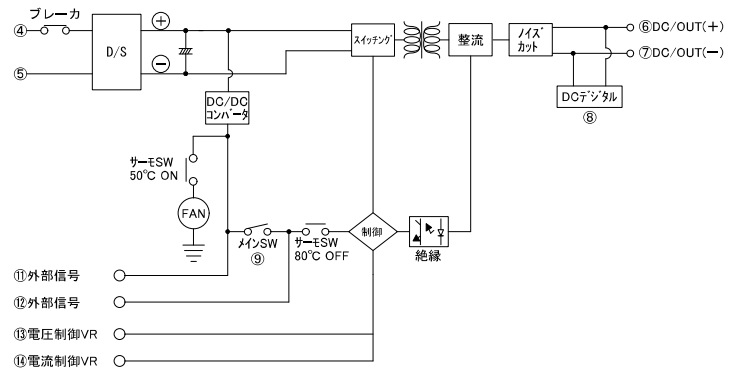 ブレーカ
④
⑤
D/S
⊕
⊖
DC/DC
コンバータ
サーモSW
50℃ ON
FAN
スイッチング
整流
ノイズ
カット
⑥DC/OUT(+)
⑦DC/OUT(−)
DCデジタル
⑧
メインSW
⑨
サーモSW
80℃ OFF
制御
絶縁
⑪外部信号
⑫外部信号
⑬電圧制御VR
⑭電流制御VR